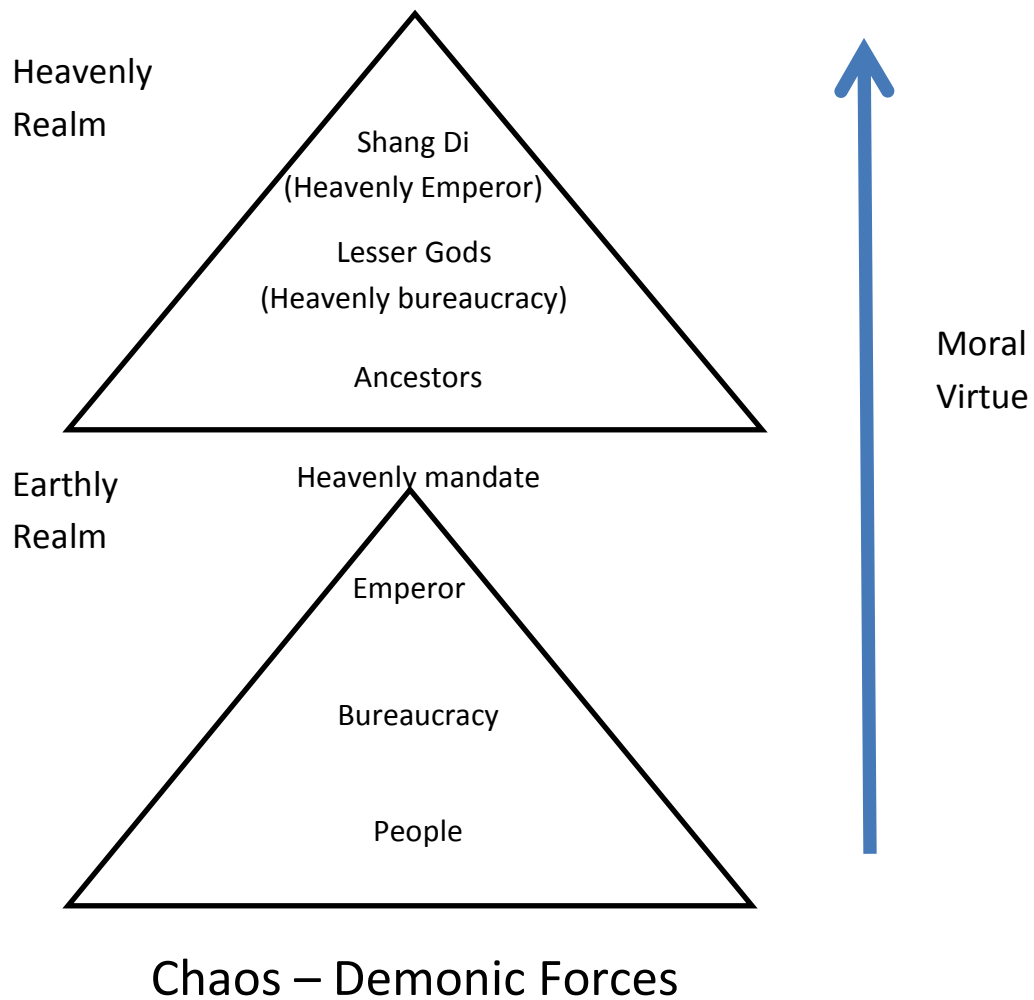 Heavenly
Realm
Shang Di
(Heavenly Emperor)
Lesser Gods
(Heavenly bureaucracy)
Ancestors
Moral
Virtue
Earthly
Realm
Heavenly mandate
Emperor
Bureaucracy
People
Chaos – Demonic Forces